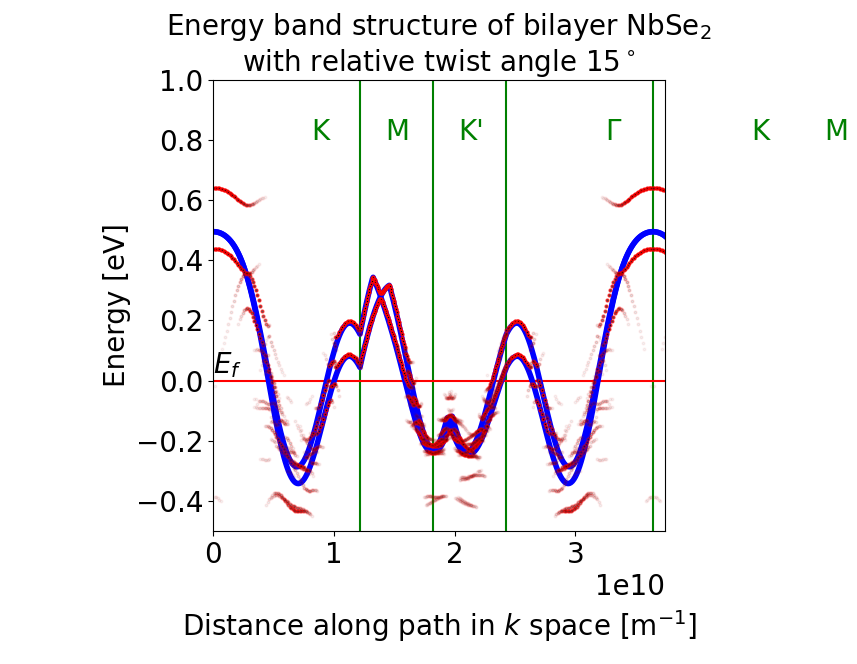 Energy band structure of bilayer NbSe₂
with relative twist angle 15°
1.0
0.8
0.6
0.4
0.2
0.0
−0.2
−0.4
Energy [eV]
K M K' Γ K M
E_f
0 1 2 3
1e10
Distance along path in k space [m⁻¹]